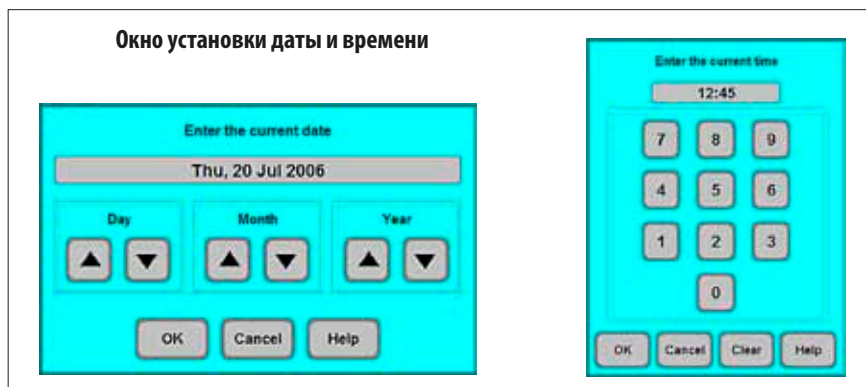 Окно установки даты и времени
Enter the current date
Thu, 20 Jul 2006
Day Month Year
OK Cancel Help
Enter the current time
12:45
7 8 9
4 5 6
1 2 3
0
OK Cancel Clear Help